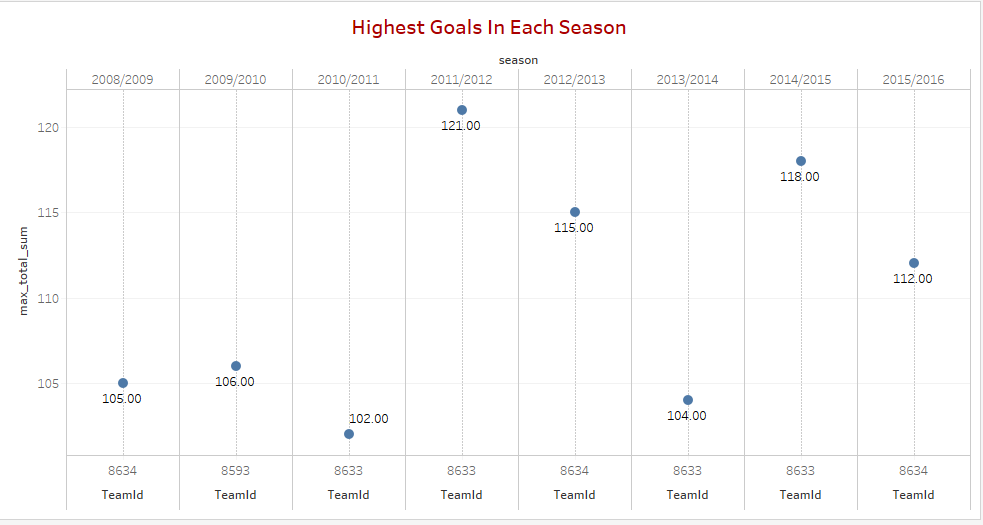 Highest Goals In Each Season
season
2008/2009 2009/2010 2010/2011 2011/2012 2012/2013 2013/2014 2014/2015 2015/2016
120
121.00
118.00
115
115.00
max_total_sum
110
112.00
105
105.00
106.00
102.00
104.00
8634 8593 8633 8633 8634 8633 8633 8634
TeamId TeamId TeamId TeamId TeamId TeamId TeamId TeamId